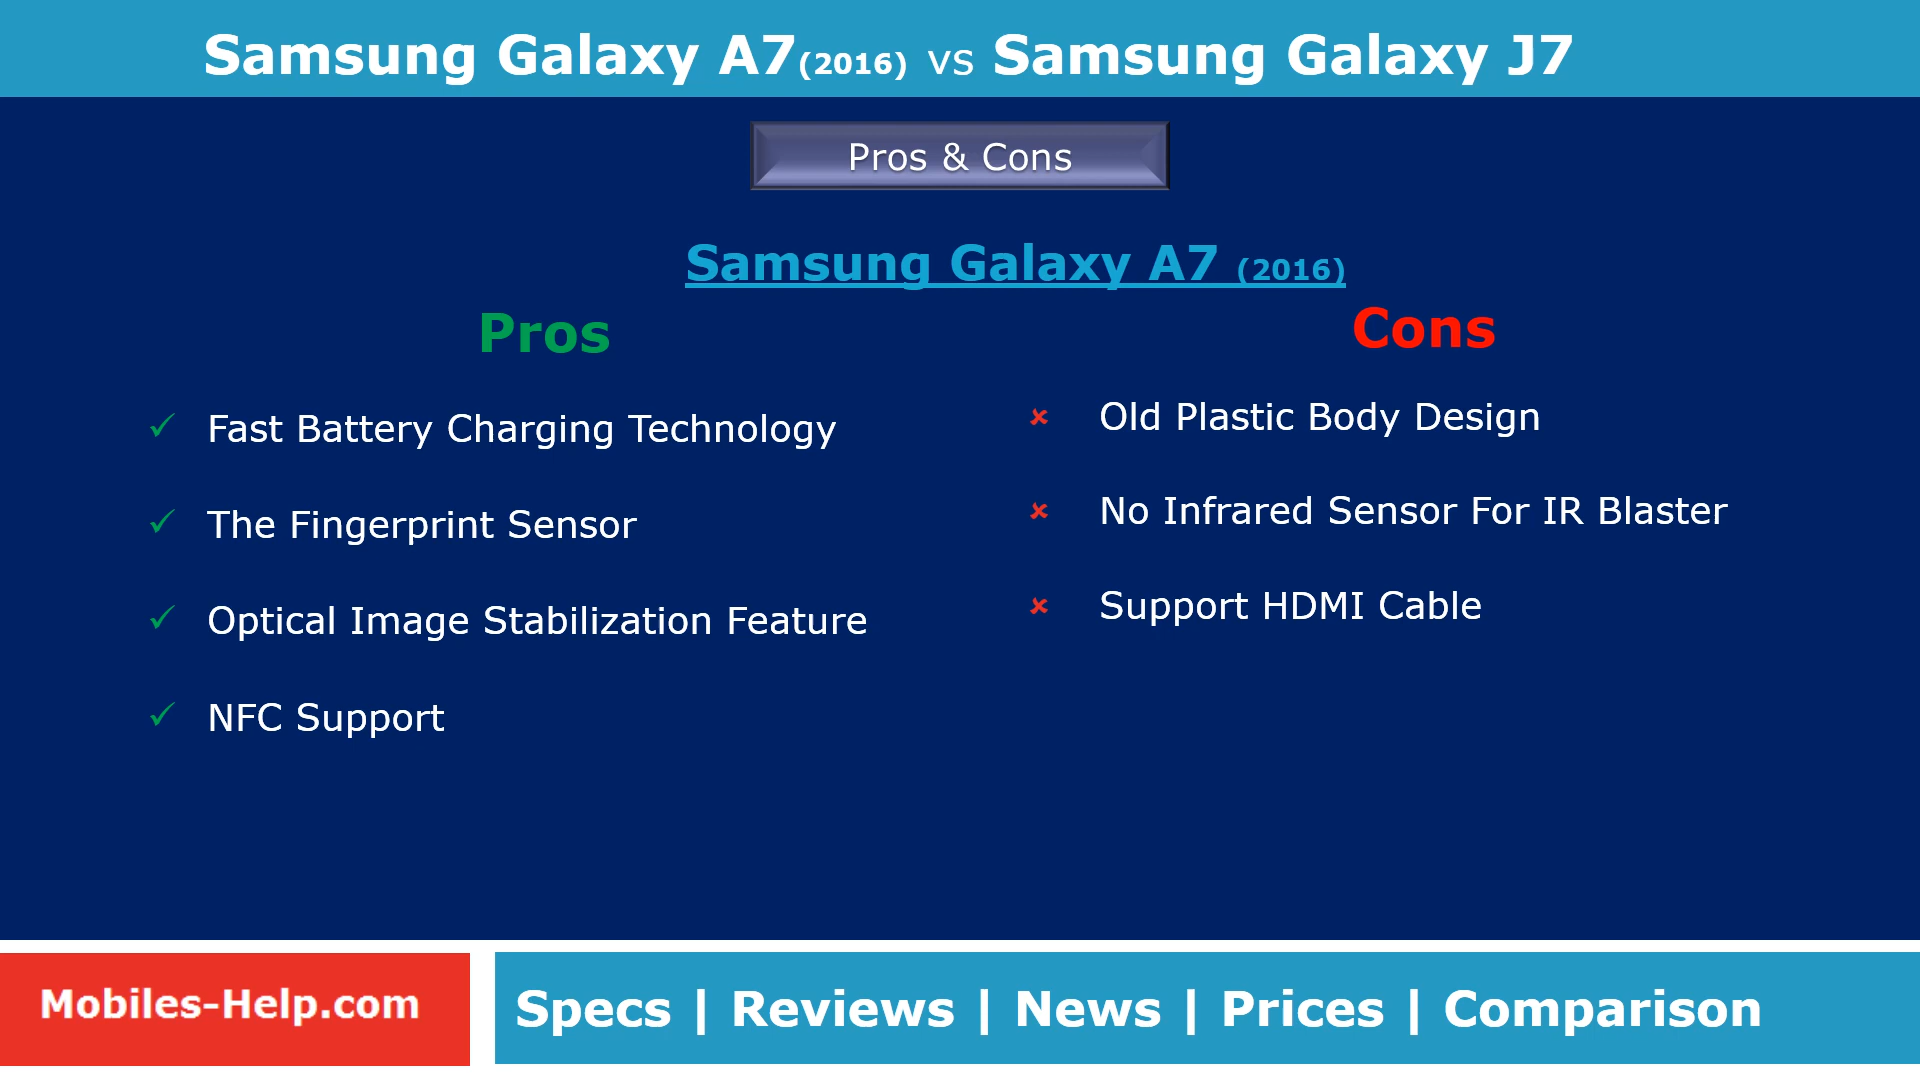 Samsung Galaxy A7(2016) vs Samsung Galaxy J7
Pros & Cons
Samsung Galaxy A7 (2016)
Pros
Fast Battery Charging Technology
The Fingerprint Sensor
Optical Image Stabilization Feature
NFC Support
Cons
Old Plastic Body Design
No Infrared Sensor For IR Blaster
Support HDMI Cable
Mobiles-Help.com
Specs | Reviews | News | Prices | Comparison